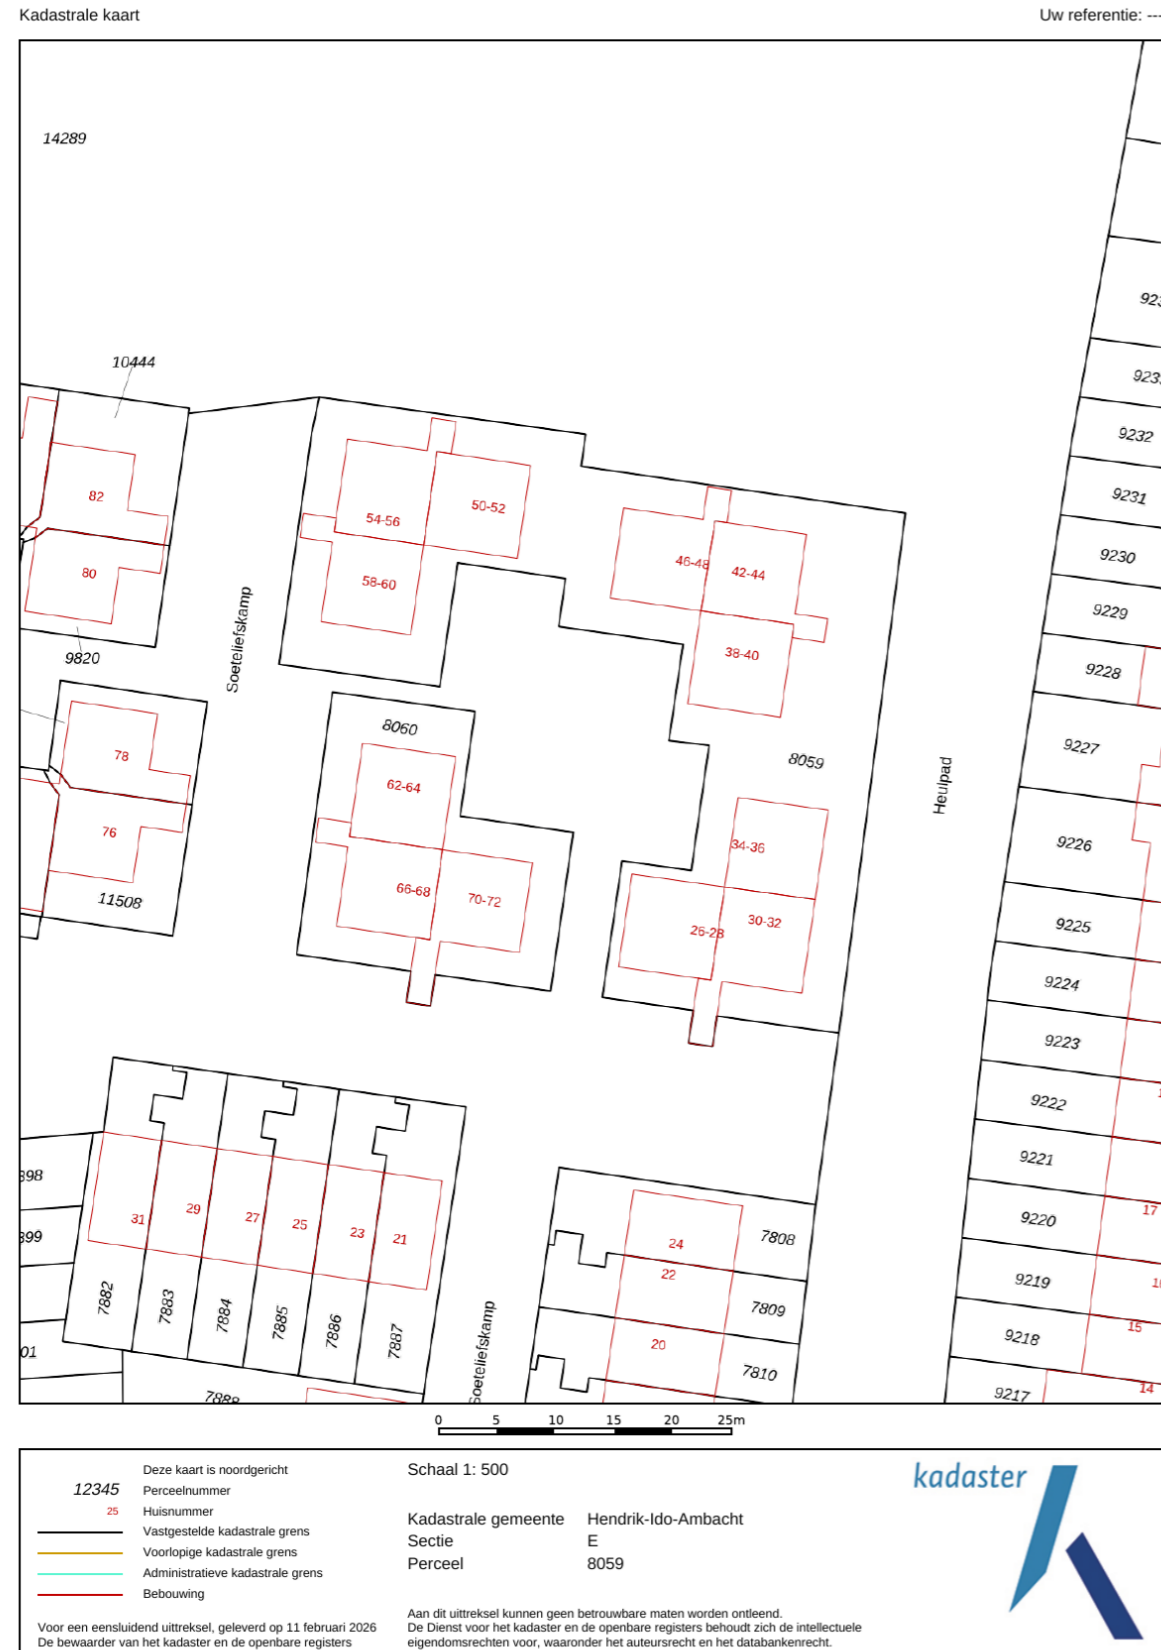 Kadastrale kaart
Uw referentie: ---
14289
10444
9232
9231
9230
9229
9228
9227
9226
9225
9224
9223
9222
9221
9220
9219
9218
9217
82
80
9820
Soeteliefskamp
54-56
50-52
58-60
46-48
42-44
38-40
8060
8059
Heulpad
78
76
11508
62-64
66-68
70-72
34-36
30-32
26-28
31
29
27
25
23
21
7882
7883
7884
7885
7886
7887
Soeteliefskamp
24
22
20
7808
7809
7810
17
15
14
0 5 10 15 20 25m
Deze kaart is noordgericht
12345 Perceelnummer
25 Huisnummer
Vastgestelde kadastrale grens
Voorlopige kadastrale grens
Administratieve kadastrale grens
Bebouwing
Voor een eensluidend uittreksel, geleverd op 11 februari 2026
De bewaarder van het kadaster en de openbare registers
Schaal 1: 500
Kadastrale gemeente Hendrik-Ido-Ambacht
Sectie E
Perceel 8059
Aan dit uittreksel kunnen geen betrouwbare maten worden ontleend.
De Dienst voor het kadaster en de openbare registers behoudt zich de intellectuele
eigendomsrechten voor, waaronder het auteursrecht en het databankenrecht.
kadaster